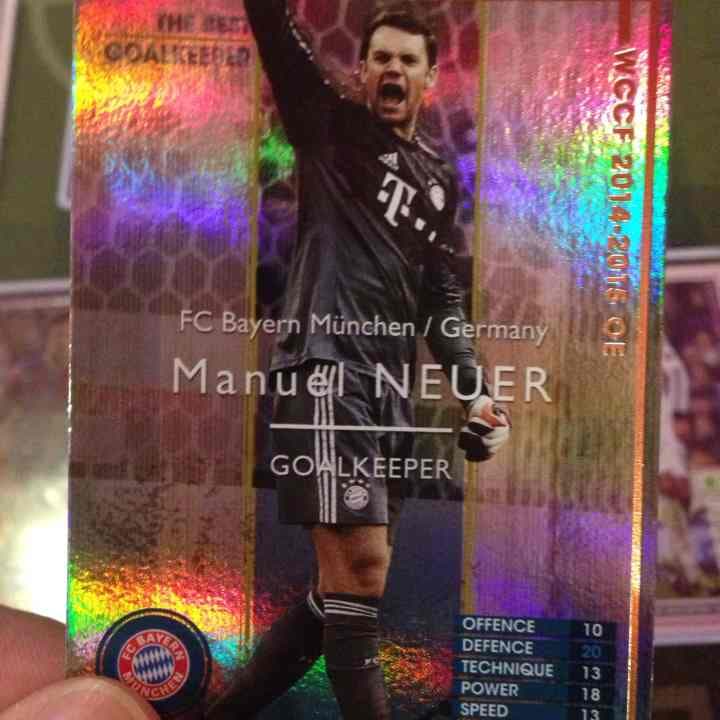 THE BEST
GOALKEEPER
WCCF 2014-2015 OE
T
FC Bayern München / Germany
Manuel NEUER
GOALKEEPER
FC BAYERN
MÜNCHEN
OFFENCE 10
DEFENCE 20
TECHNIQUE 13
POWER 18
SPEED 13